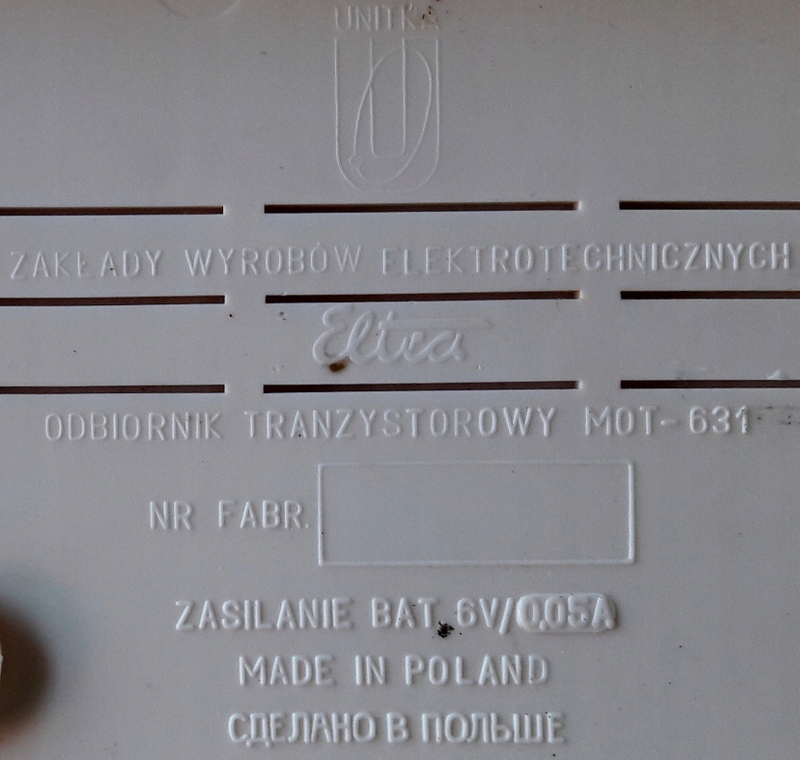 UNITRA
ZAKŁADY WYROBÓW ELEKTROTECHNICZNYCH
Eltra
ODBIORNIK TRANZYSTOROWY MOT-631
NR FABR.
ZASILANIE BAT. 6V/0,05A
MADE IN POLAND
СДЕЛАНО В ПОЛЬШЕ